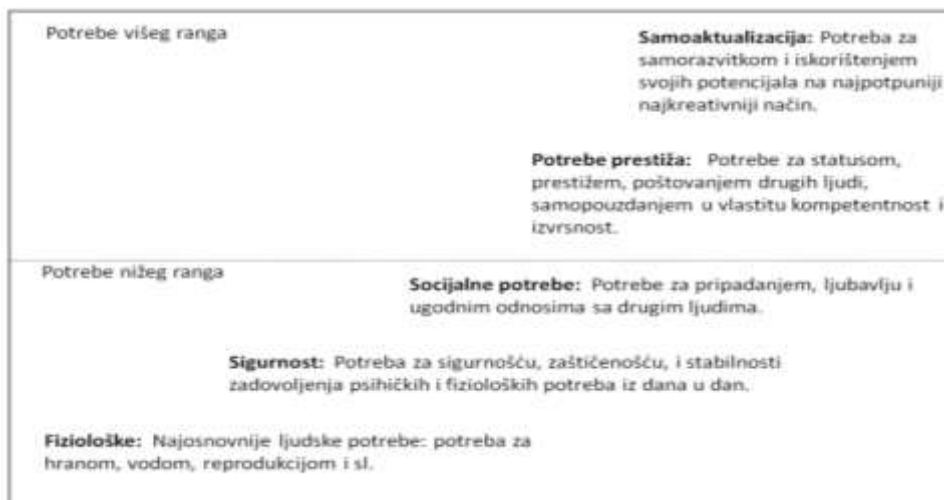 Potrebe višeg ranga
Samoaktualizacija: Potreba za
samorazvitkom i iskorištenjem
svojih potencijala na najpotpuniji
najkreativniji način.
Potrebe prestiža: Potrebe za statusom,
prestižem, poštovanjem drugih ljudi,
samopouzdanjem u vlastitu kompetentnost i
izvrsnost.
Potrebe nižeg ranga
Socijalne potrebe: Potrebe za pripadanjem, ljubavlju i
ugodnim odnosima sa drugim ljudima.
Sigurnost: Potreba za sigurnošću, zaštičenošću, i stabilnosti
zadovoljenja psihičkih i fizioloških potreba iz dana u dan.
Fiziološke: Najosnovnije ljudske potrebe: potreba za
hranom, vodom, reprodukcijom i sl.